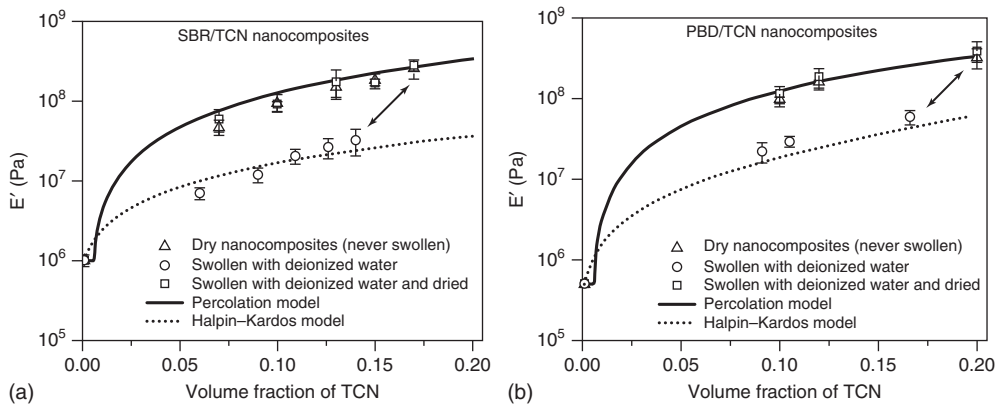 10⁹
SBR/TCN nanocomposites
10⁸
10⁷
E′ (Pa)
Dry nanocomposites (never swollen)
10⁶
Swollen with deionized water
Swollen with deionized water and dried
Percolation model
Halpin–Kardos model
10⁵
0.00 0.05 0.10 0.15 0.20
(a) Volume fraction of TCN
10⁹
PBD/TCN nanocomposites
10⁸
10⁷
E′ (Pa)
Dry nanocomposites (never swollen)
10⁶
Swollen with deionized water
Swollen with deionized water and dried
Percolation model
Halpin–Kardos model
10⁵
0.00 0.05 0.10 0.15 0.20
(b) Volume fraction of TCN